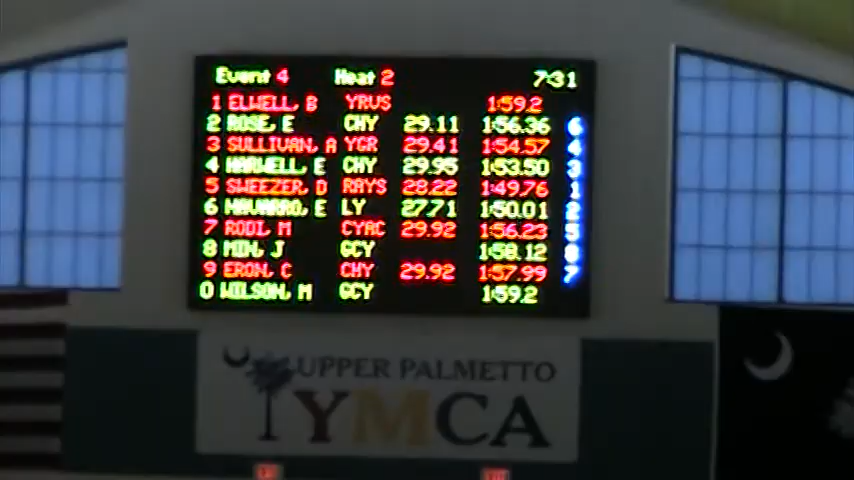 Event 4 Heat 2 7:31
1 ELWELL, B YRUS 1:59.2
2 ROSE, E CHY 29.11 1:56.36 6
3 SULLIVAN, A YGR 29.41 1:54.57 4
4 HARWELL, E CHY 29.95 1:53.50 3
5 SWEEZER, D RAYS 28.22 1:49.76 1
6 NAVARRO, E LY 27.71 1:50.01 2
7 RODI, M CYAC 29.92 1:56.23 5
8 MIN, J GCY 1:58.12 8
9 ERON, C CHY 29.92 1:57.99 7
0 WILSON, M GCY 1:59.2
UPPER PALMETTO
YMCA